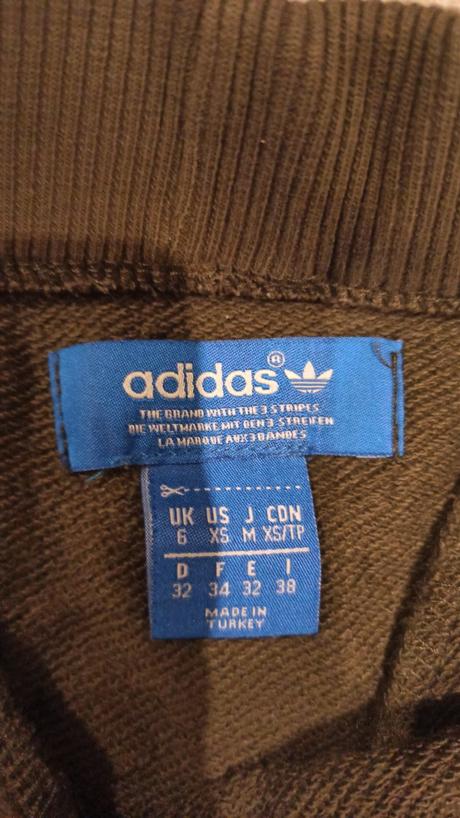 adidas®
THE BRAND WITH THE 3 STRIPES
DIE WELTMARKE MIT DEN 3 STREIFEN
LA MARQUE AUX 3 BANDES
UK US J CDN
6 XS M XS/TP
D F E I
32 34 32 38
MADE IN
TURKEY